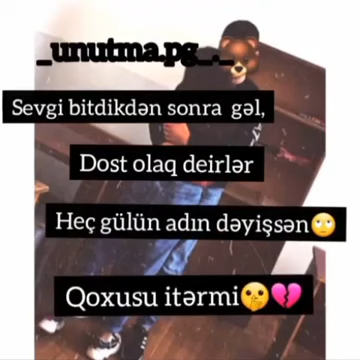 _unutma.pg_._
Sevgi bitdikdən sonra gəl,
Dost olaq deirlər
Heç gülün adın dəyişsən🙄
Qoxusu itərmi🤫💔